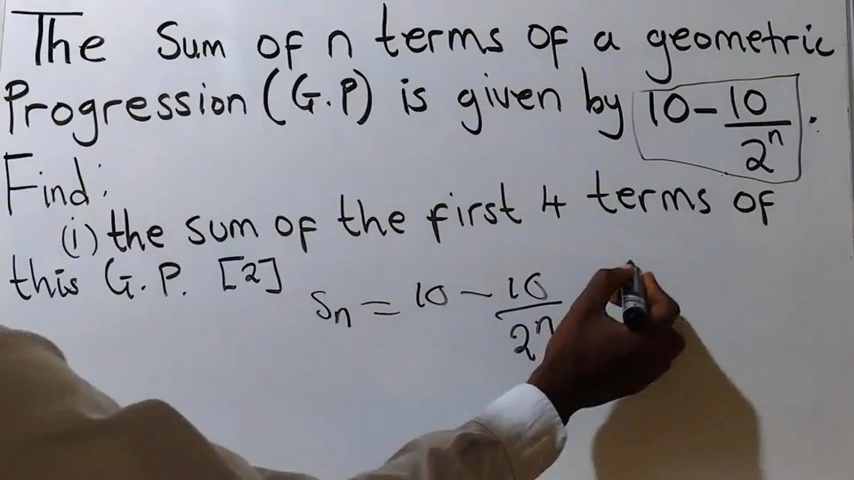 The Sum of n terms of a geometric
Progression (G.P) is given by 10 - 10/2ⁿ.
Find:
(i) the sum of the first 4 terms of
this G.P. [2]
Sₙ = 10 - 10/2ⁿ